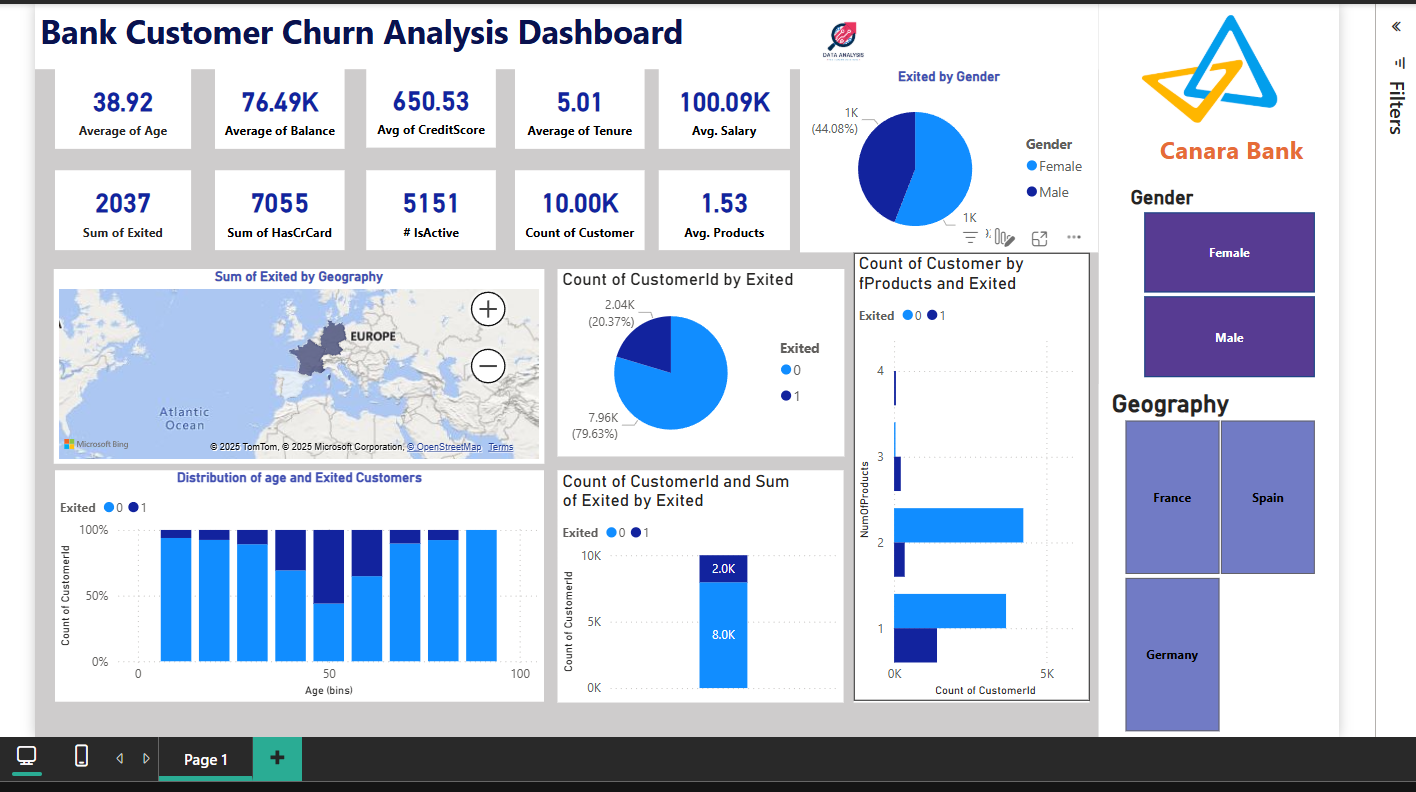 Bank Customer Churn Analysis Dashboard
DATA ANALYSIS
38.92
Average of Age
76.49K
Average of Balance
650.53
Avg of CreditScore
5.01
Average of Tenure
100.09K
Avg. Salary
2037
Sum of Exited
7055
Sum of HasCrCard
5151
# IsActive
10.00K
Count of Customer
1.53
Avg. Products
Exited by Gender
1K
(44.08%)
1K
Gender
Female
Male
Canara Bank
Gender
Female
Male
Geography
France
Spain
Germany
Filters
Sum of Exited by Geography
EUROPE
Atlantic
Ocean
Microsoft Bing
© 2025 TomTom, © 2025 Microsoft Corporation, © OpenStreetMap Terms
Count of CustomerId by Exited
2.04K
(20.37%)
7.96K
(79.63%)
Exited
0
1
Count of Customer by
fProducts and Exited
Exited 0 1
NumOfProducts
4
3
2
1
0K 5K
Count of CustomerId
Distribution of age and Exited Customers
Exited 0 1
Count of CustomerId
100%
50%
0%
0 50 100
Age (bins)
Count of CustomerId and Sum
of Exited by Exited
Exited 0 1
Count of CustomerId
10K
5K
0K
2.0K
8.0K
Page 1